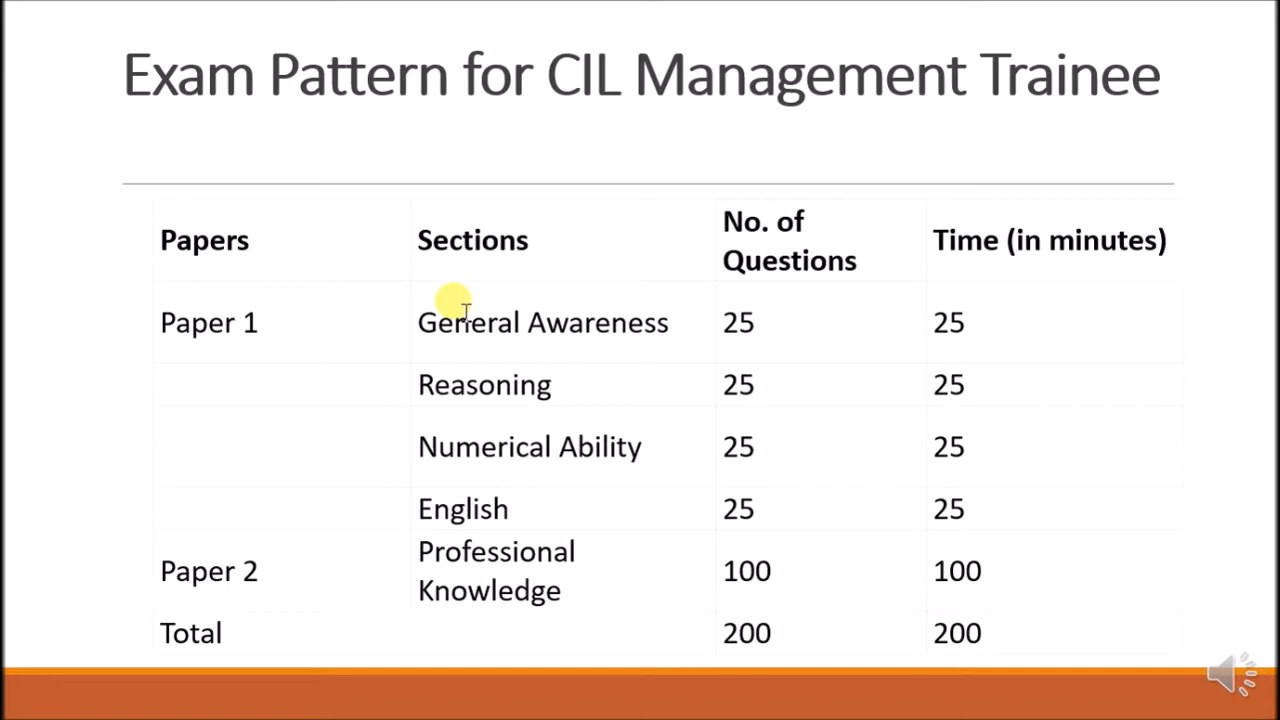 Exam Pattern for CIL Management Trainee
Papers Sections No. of Questions Time (in minutes)
Paper 1 General Awareness 25 25
Reasoning 25 25
Numerical Ability 25 25
English 25 25
Paper 2 Professional Knowledge 100 100
Total 200 200